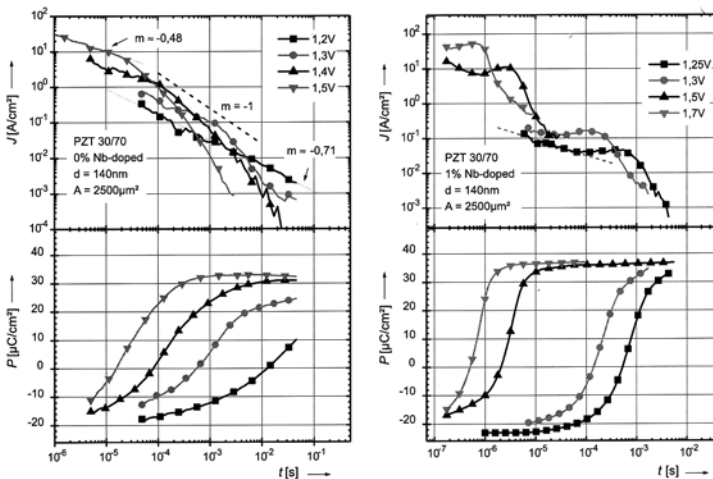 J [A/cm²]
10²
10¹
10⁰
10⁻¹
10⁻²
10⁻³
10⁻⁴
m = -0,48
m = -1
m = -0,71
1,2V
1,3V
1,4V
1,5V
PZT 30/70
0% Nb-doped
d = 140nm
A = 2500µm²
P [µC/cm²]
40
30
20
10
0
-10
-20
10⁻⁶
10⁻⁵
10⁻⁴
10⁻³
10⁻²
10⁻¹
t [s]
J [A/cm²]
10²
10¹
10⁰
10⁻¹
10⁻²
10⁻³
1,25V
1,3V
1,5V
1,7V
PZT 30/70
1% Nb-doped
d = 140nm
A = 2500µm²
P [µC/cm²]
40
30
20
10
0
-10
-20
10⁻⁷
10⁻⁶
10⁻⁵
10⁻⁴
10⁻³
10⁻²
t [s]